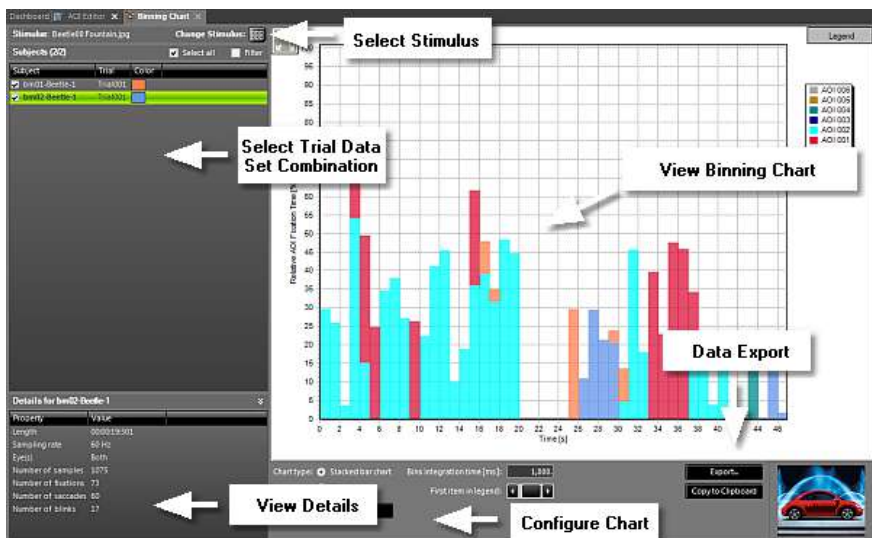 Dashboard AOI Editor x Binning Chart x
Stimulus: Beetle00 Fountain.jpg Change Stimulus:
Select Stimulus
Legend
Subjects (2/2) Select all Filter
Subject Trial Color
bm01-Beetle-1 Trial001
bm02-Beetle-1 Trial001
Select Trial Data
Set Combination
95
90
85
80
75
70
65
60
55
50
45
40
35
30
25
20
15
10
5
0
Relative AOI Fixation Time [%]
AOI 006
AOI 005
AOI 004
AOI 003
AOI 002
AOI 001
View Binning Chart
Data Export
0 2 4 6 8 10 12 14 16 18 20 22 24 26 28 30 32 34 36 38 40 44 46
Time [s]
Details for bm02-Beetle-1
Property Value
Length 00:00:19:301
Sampling rate 60 Hz
Eye(s) Both
Number of samples 1075
Number of fixations 73
Number of saccades 60
Number of blinks 17
View Details
Chart type: Stacked bar chart Bins integration time [ms]: 1,000
First item in legend:
Export...
Copy to Clipboard
Configure Chart